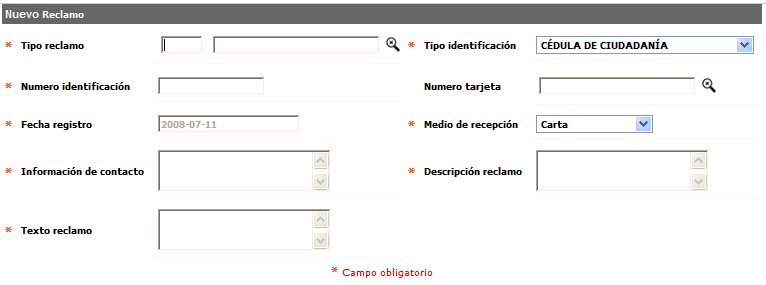 Nuevo Reclamo
* Tipo reclamo * Tipo identificación CÉDULA DE CIUDADANÍA
* Numero identificación Numero tarjeta
* Fecha registro 2008-07-11 * Medio de recepción Carta
* Información de contacto * Descripción reclamo
* Texto reclamo
* Campo obligatorio